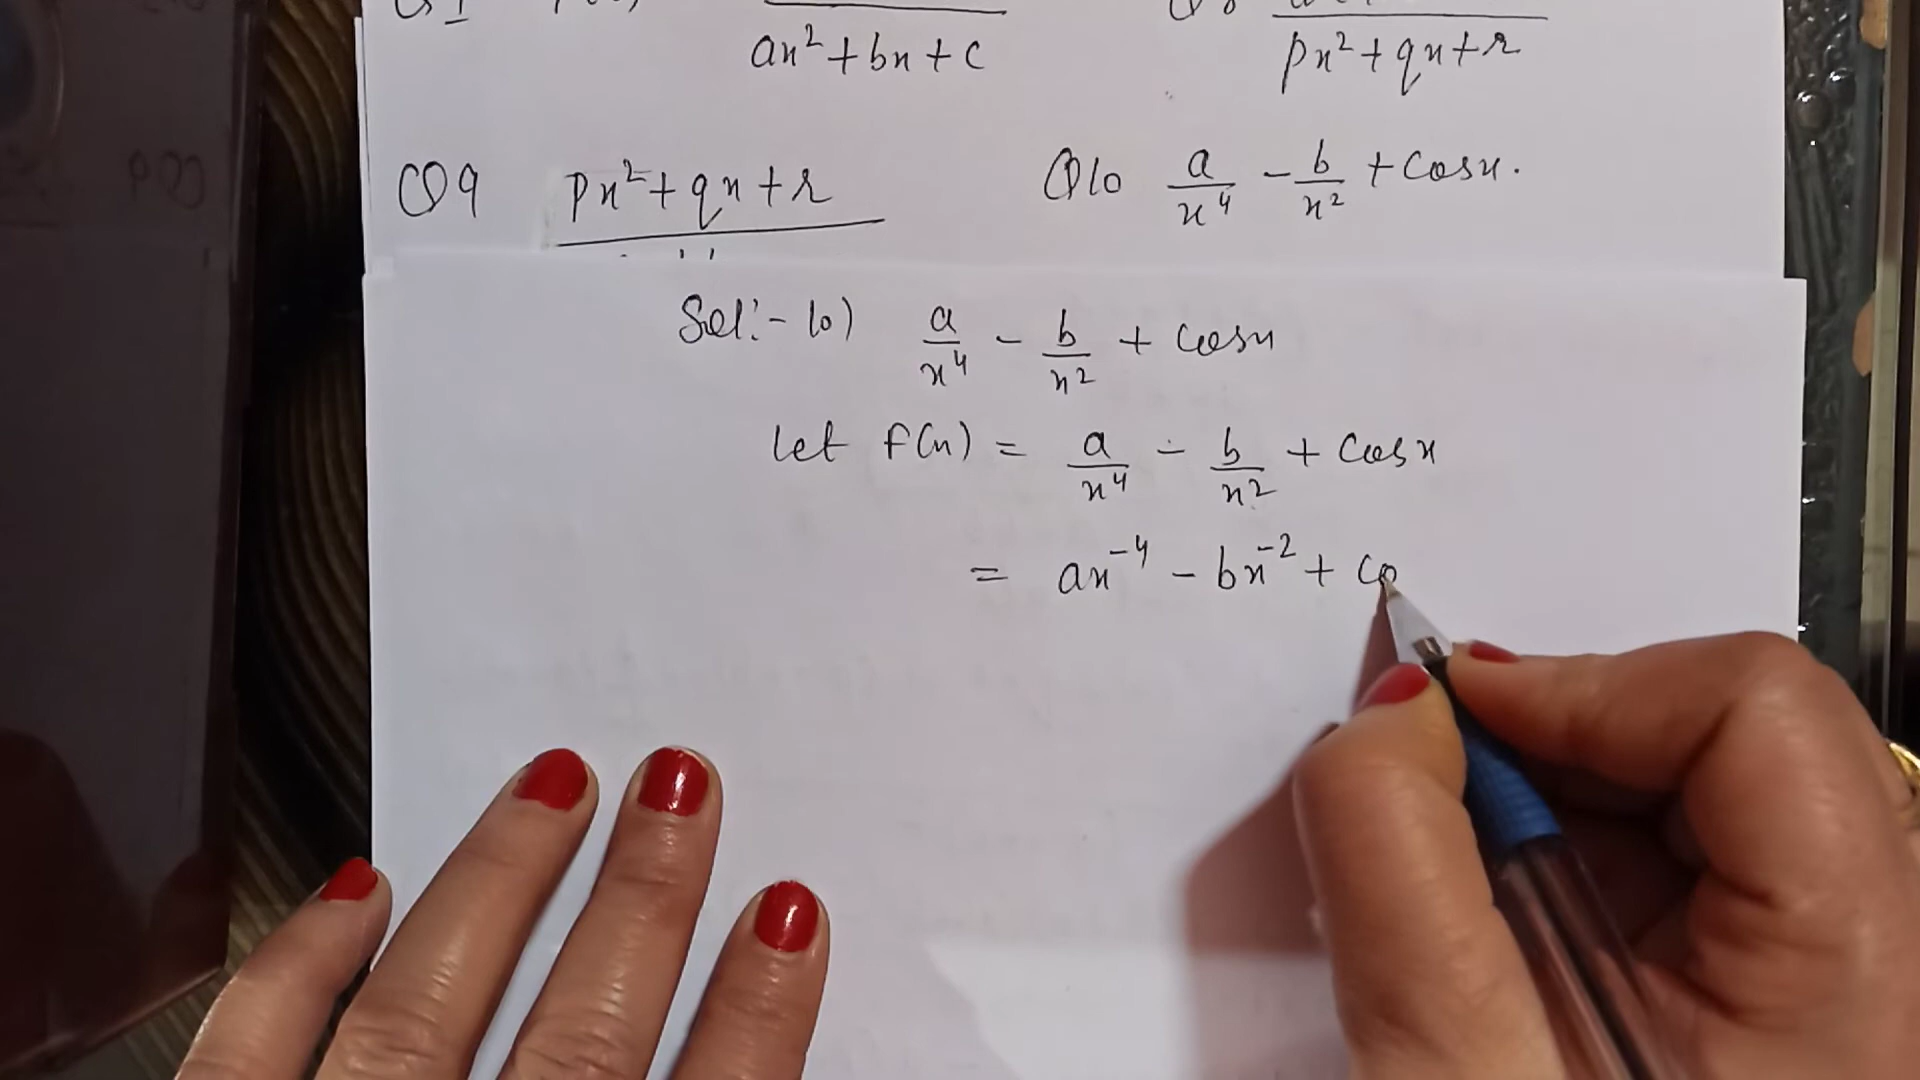 ax²+bx+c
px²+qx+r
Q9 px²+qx+r
Q10 a/x⁴ - b/x² + Cosx.
Sol:- 10) a/x⁴ - b/x² + Cosx
let f(x) = a/x⁴ - b/x² + Cosx
= ax⁻⁴ - bx⁻² + Co